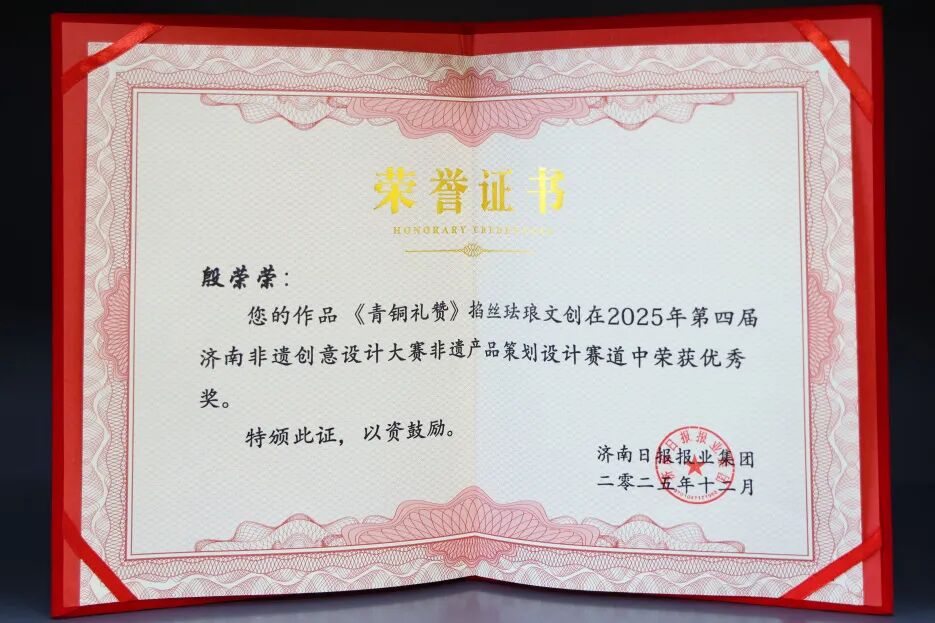 荣誉证书
HONORARY
殷荣荣：
您的作品《青铜礼赞》掐丝珐琅文创在2025年第四届
济南非遗创意设计大赛非遗产品策划设计赛道中荣获优秀
奖。
特颁此证，以资鼓励。
济南日报报业集团
二零二五年十二月